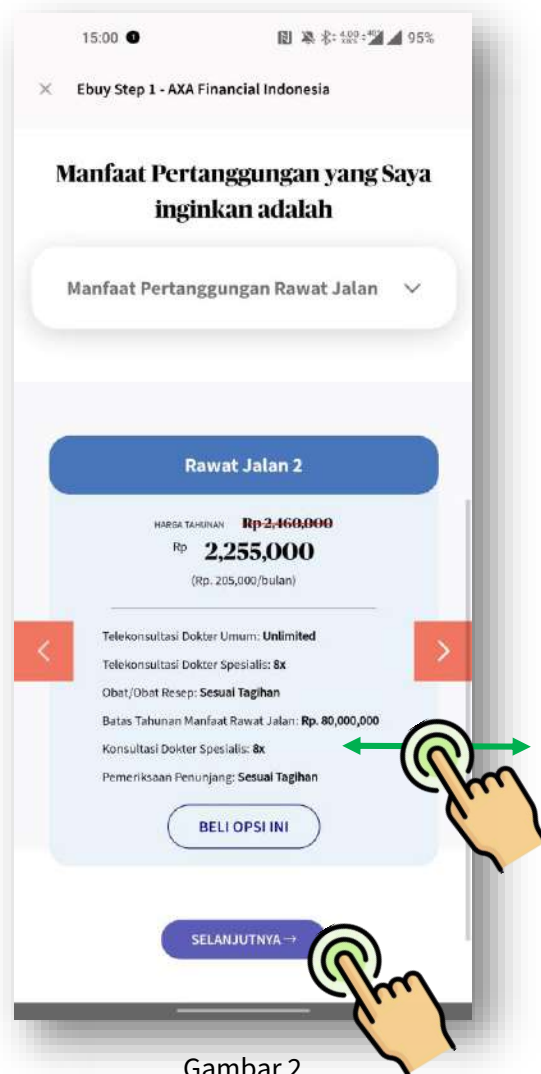 15:00
95%
× Ebuy Step 1 - AXA Financial Indonesia
Manfaat Pertanggungan yang Saya
inginkan adalah
Manfaat Pertanggungan Rawat Jalan
Rawat Jalan 2
HARGA TAHUNAN Rp 2,460,000
Rp 2,255,000
(Rp. 205,000/bulan)
Telekonsultasi Dokter Umum: Unlimited
Telekonsultasi Dokter Spesialis: 8x
Obat/Obat Resep: Sesuai Tagihan
Batas Tahunan Manfaat Rawat Jalan: Rp. 80,000,000
Konsultasi Dokter Spesialis: 8x
Pemeriksaan Penunjang: Sesuai Tagihan
BELI OPSI INI
SELANJUTNYA →
Gambar 2